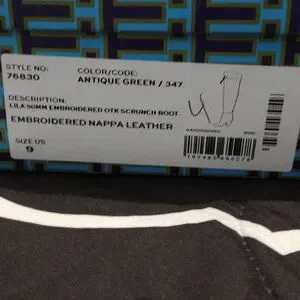 STYLE NO:
76830
COLOR/CODE:
ANTIQUE GREEN / 347
DESCRIPTION:
LILA 90MM EMBROIDERED OTK SCRUNCH BOOT
EMBROIDERED NAPPA LEATHER
SIZE US
9